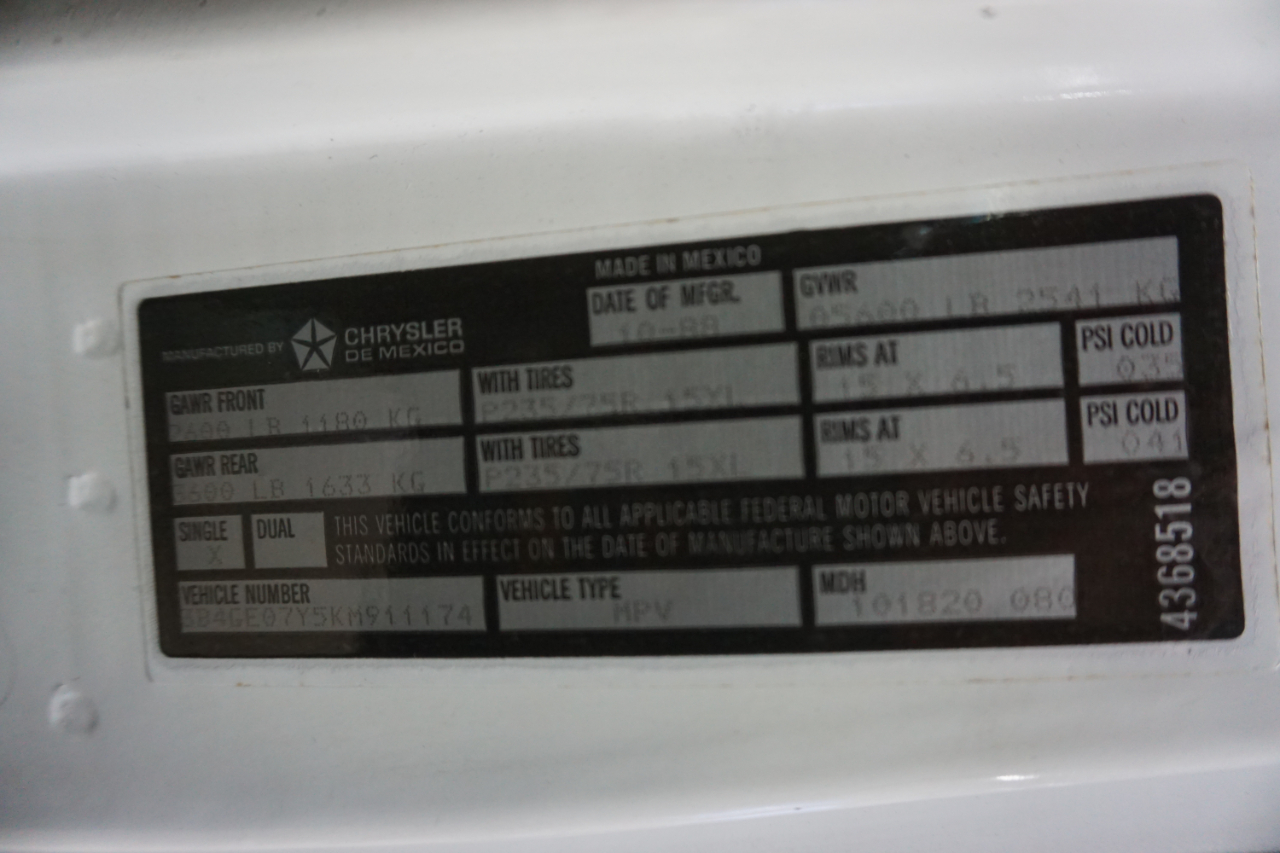 MADE IN MEXICO
MANUFACTURED BY CHRYSLER DE MEXICO
DATE OF MFGR. 10-88
GVWR 05600 LB 2541 KG
GAWR FRONT 2600 LB 1180 KG
WITH TIRES P235/75R 15XL
RIMS AT 15 X 6.5
PSI COLD 035
GAWR REAR 3600 LB 1633 KG
WITH TIRES P235/75R 15XL
RIMS AT 15 X 6.5
PSI COLD 041
SINGLE X
DUAL
THIS VEHICLE CONFORMS TO ALL APPLICABLE FEDERAL MOTOR VEHICLE SAFETY
STANDARDS IN EFFECT ON THE DATE OF MANUFACTURE SHOWN ABOVE.
VEHICLE NUMBER 3B4GE07Y5KM911174
VEHICLE TYPE MPV
MDH 101820 080
4368518